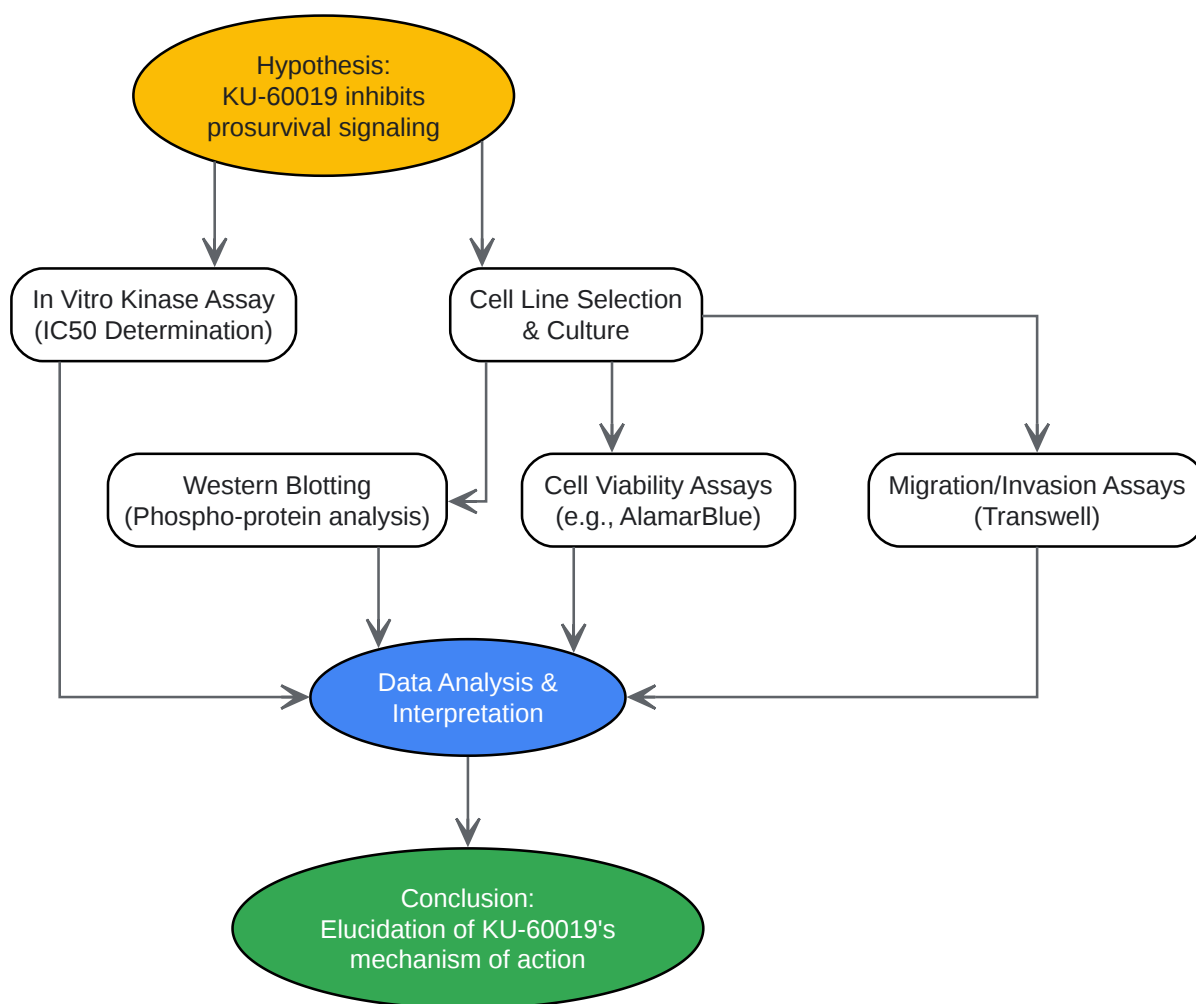 Hypothesis:
KU-60019 inhibits
prosurvival signaling
In Vitro Kinase Assay
(IC50 Determination)
Cell Line Selection
& Culture
Western Blotting
(Phospho-protein analysis)
Cell Viability Assays
(e.g., AlamarBlue)
Migration/Invasion Assays
(Transwell)
Data Analysis &
Interpretation
Conclusion:
Elucidation of KU-60019's
mechanism of action